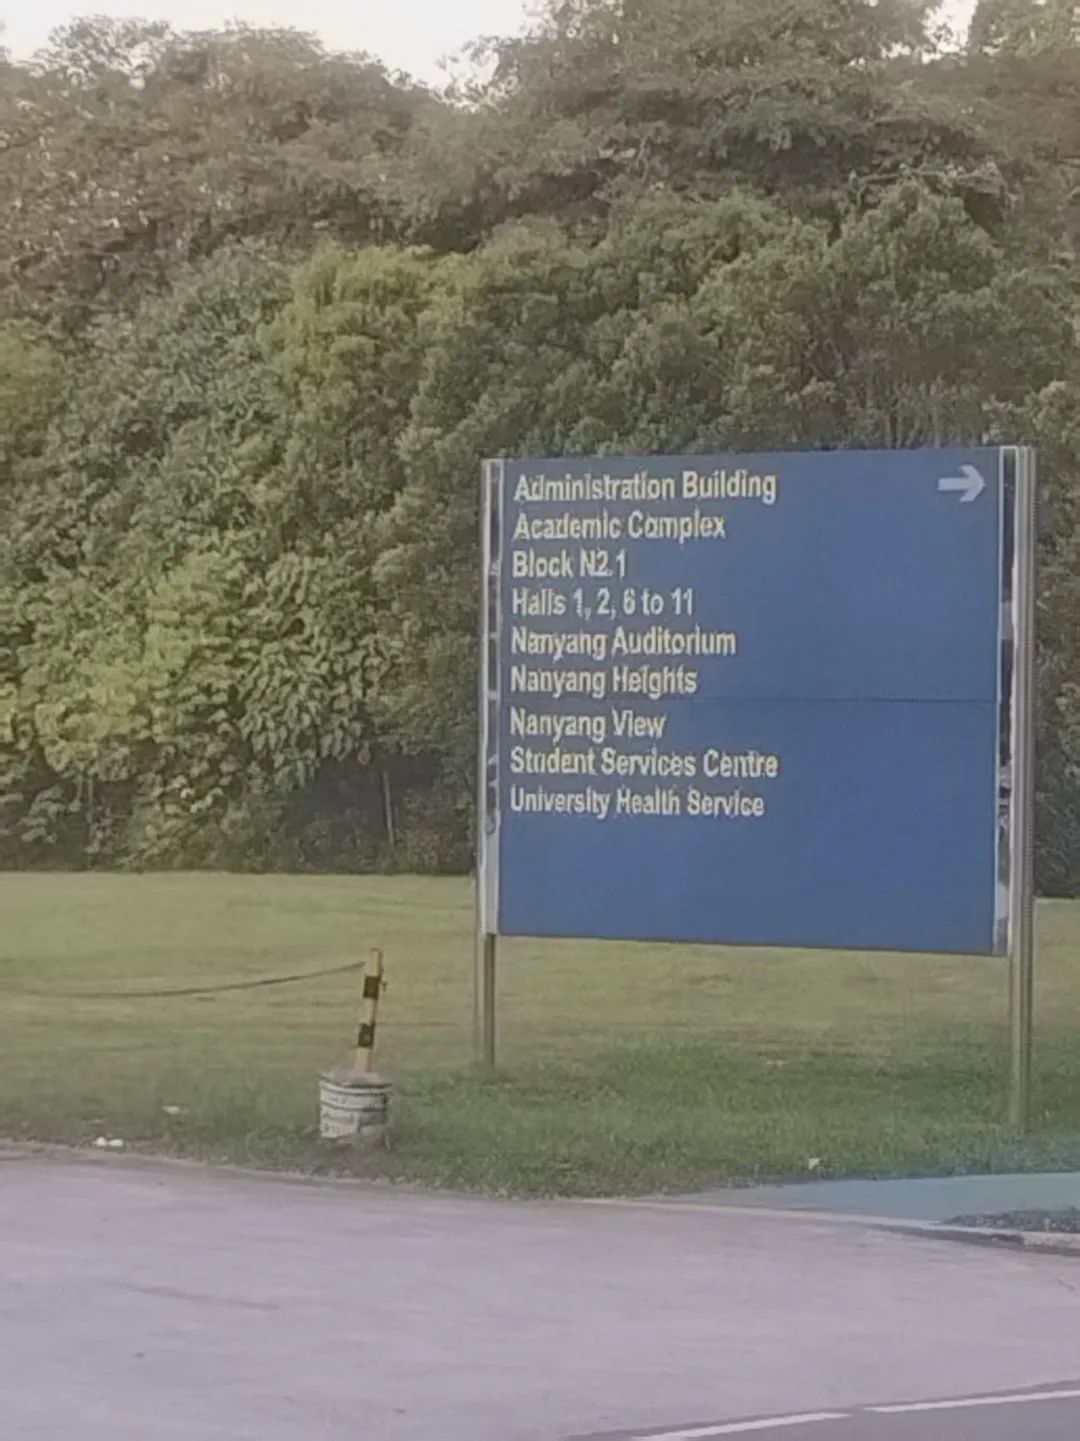 Administration Building
Academic Complex
Block N2.1
Halls 1, 2, 6 to 11
Nanyang Auditorium
Nanyang Heights
Nanyang View
Student Services Centre
University Health Service